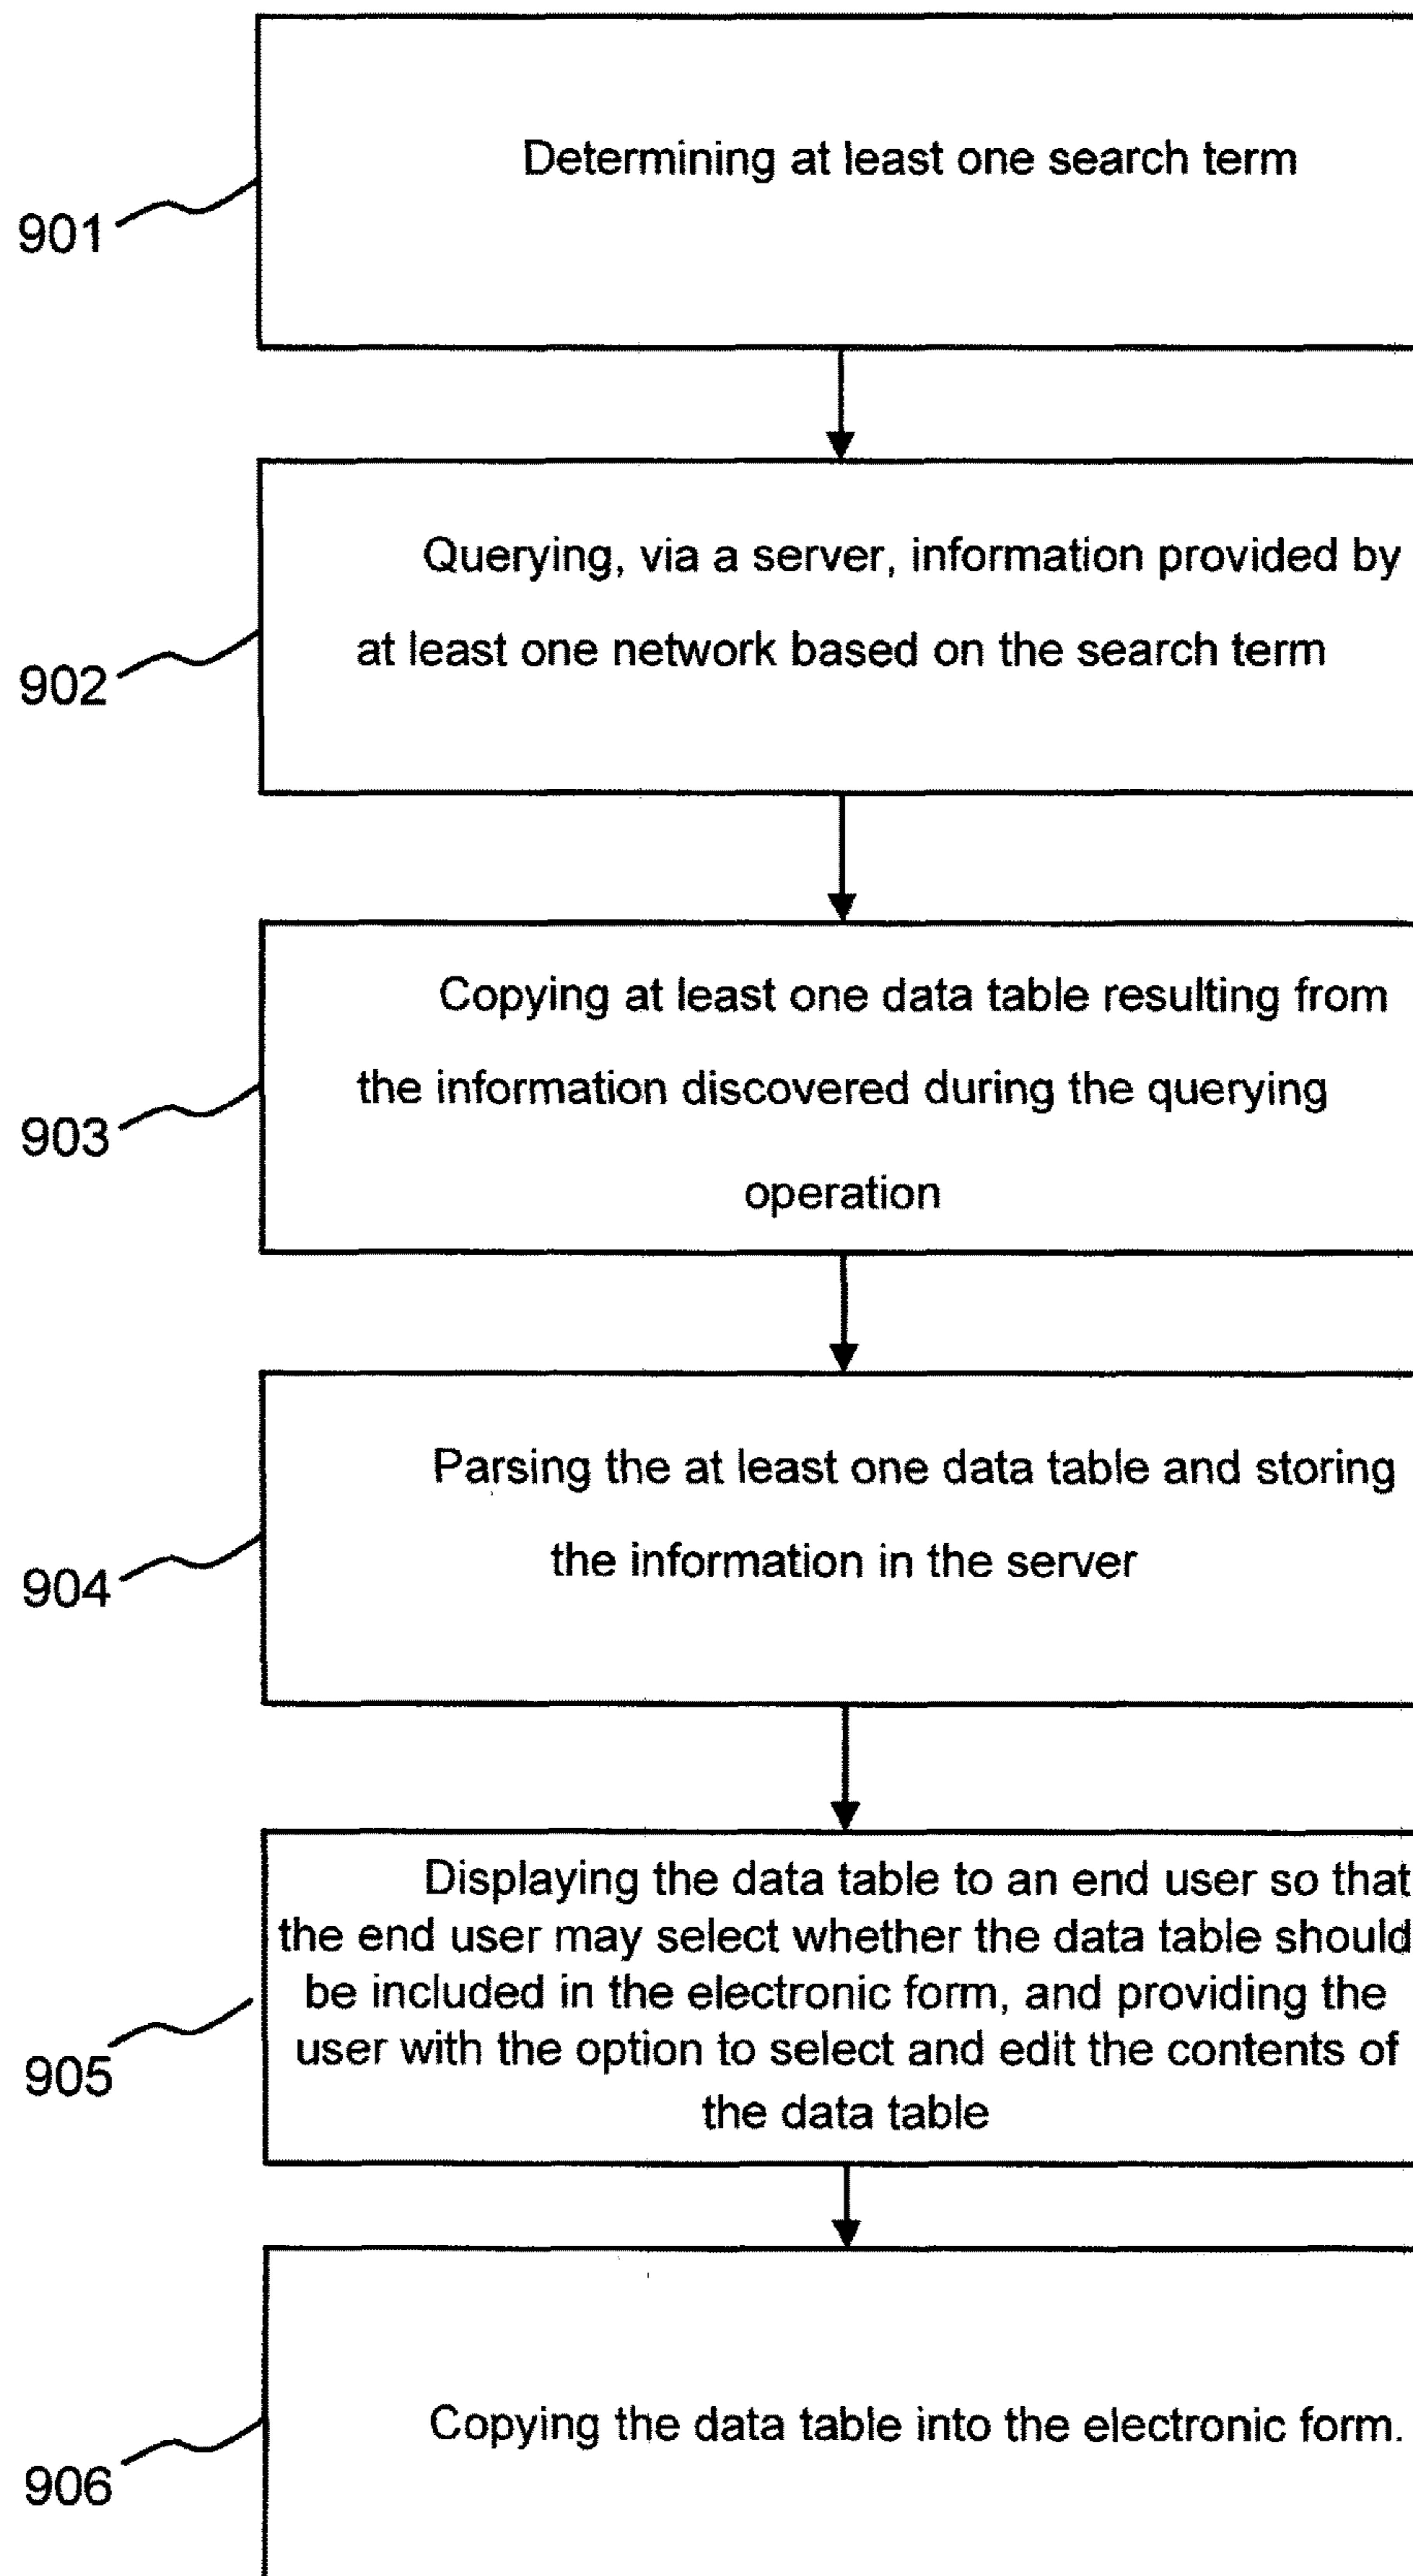 Determining at least one search term
901
Querying, via a server, information provided by
at least one network based on the search term
902
Copying at least one data table resulting from
the information discovered during the querying
operation
903
Parsing the at least one data table and storing
the information in the server
904
Displaying the data table to an end user so that
the end user may select whether the data table should
be included in the electronic form, and providing the
user with the option to select and edit the contents of
the data table
905
Copying the data table into the electronic form.
906